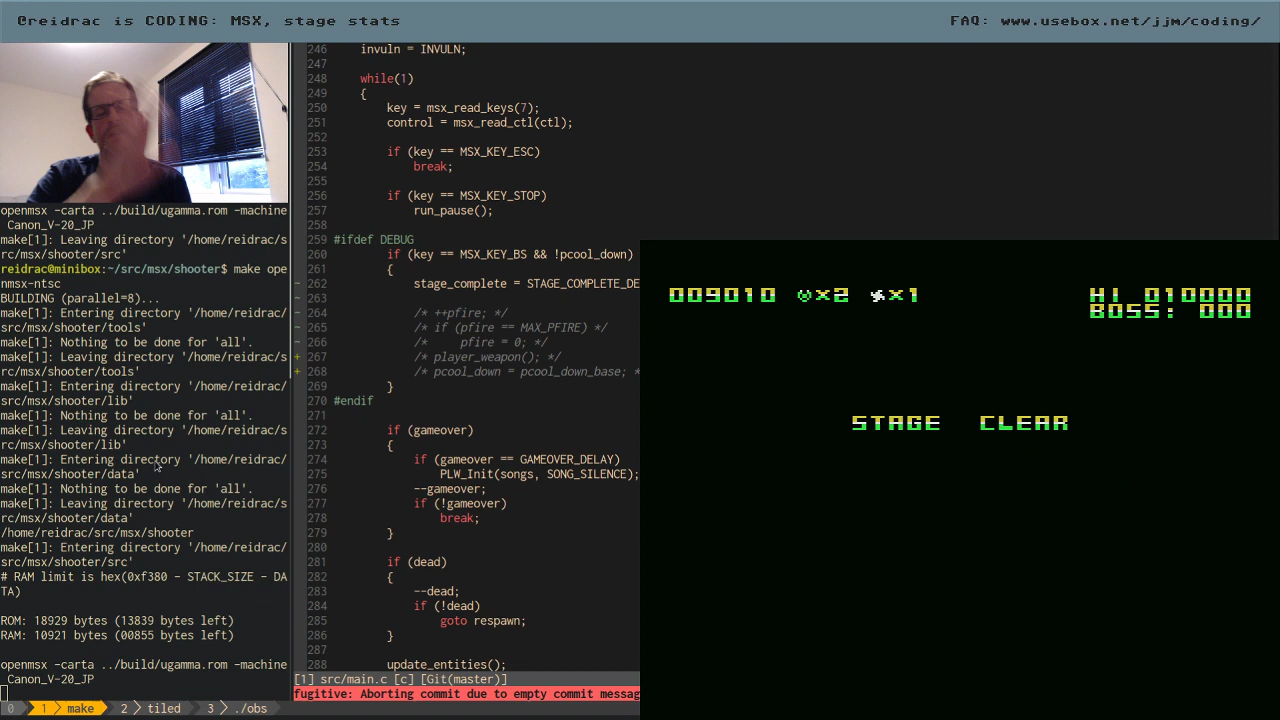 @reidrac is CODING: MSX, stage stats
FAQ: www.usebox.net/jjm/coding/
openmsx -carta ../build/ugamma.rom -machine
 Canon_V-20_JP
make[1]: Leaving directory '/home/reidrac/s
rc/msx/shooter/src'
reidrac@minibox:~/src/msx/shooter$ make ope
nmsx-ntsc
BUILDING (parallel=8)...
make[1]: Entering directory '/home/reidrac/
src/msx/shooter/tools'
make[1]: Nothing to be done for 'all'.
make[1]: Leaving directory '/home/reidrac/s
rc/msx/shooter/tools'
make[1]: Entering directory '/home/reidrac/
src/msx/shooter/lib'
make[1]: Nothing to be done for 'all'.
make[1]: Leaving directory '/home/reidrac/s
rc/msx/shooter/lib'
make[1]: Entering directory '/home/reidrac/
src/msx/shooter/data'
make[1]: Nothing to be done for 'all'.
make[1]: Leaving directory '/home/reidrac/s
rc/msx/shooter/data'
/home/reidrac/src/msx/shooter
make[1]: Entering directory '/home/reidrac/
src/msx/shooter/src'
# RAM limit is hex(0xf380 - STACK_SIZE - DA
TA)
ROM: 18929 bytes (13839 bytes left)
RAM: 10921 bytes (00855 bytes left)
openmsx -carta ../build/ugamma.rom -machine
 Canon_V-20_JP
0 1 make 2 tiled 3 ./obs
246 invuln = INVULN;
247
248 while(1)
249 {
250 key = msx_read_keys(7);
251 control = msx_read_ctl(ctl);
252
253 if (key == MSX_KEY_ESC)
254 break;
255
256 if (key == MSX_KEY_STOP)
257 run_pause();
258
259 #ifdef DEBUG
260 if (key == MSX_KEY_BS && !pcool_down)
261 {
- 262 stage_complete = STAGE_COMPLETE_DE
- 263
- 264 /* ++pfire; */
- 265 /* if (pfire == MAX_PFIRE) */
- 266 /*     pfire = 0; */
+ 267 /* player_weapon(); */
+ 268 /* pcool_down = pcool_down_base; *
269 }
270 #endif
271
272 if (gameover)
273 {
274 if (gameover == GAMEOVER_DELAY)
275 PLW_Init(songs, SONG_SILENCE);
276 --gameover;
277 if (!gameover)
278 break;
279 }
280
281 if (dead)
282 {
283 --dead;
284 if (!dead)
285 goto respawn;
286 }
287
288 update_entities();
[1] src/main.c [c] [Git(master)]
fugitive: Aborting commit due to empty commit messag
009010 x2 x1
HI 010000
BOSS: 000
STAGE CLEAR